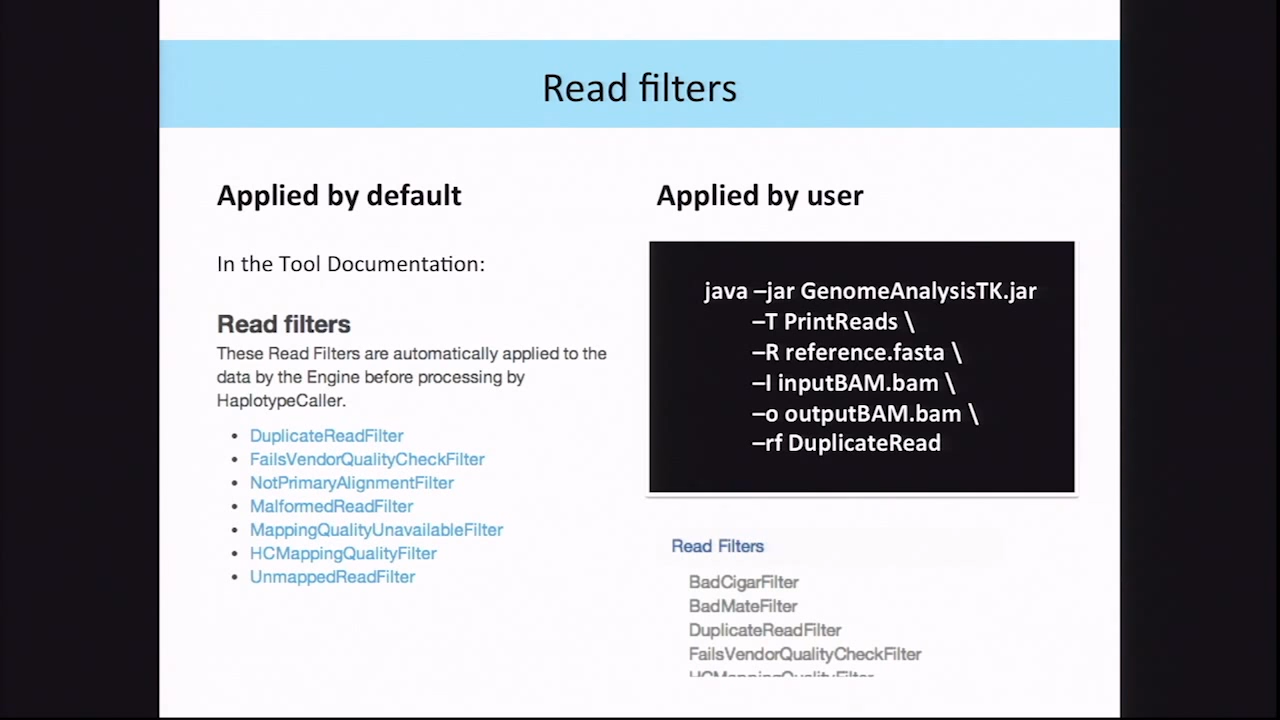 Read filters
Applied by default
In the Tool Documentation:
Read filters
These Read Filters are automatically applied to the
data by the Engine before processing by
HaplotypeCaller.
• DuplicateReadFilter
• FailsVendorQualityCheckFilter
• NotPrimaryAlignmentFilter
• MalformedReadFilter
• MappingQualityUnavailableFilter
• HCMappingQualityFilter
• UnmappedReadFilter
Applied by user
java –jar GenomeAnalysisTK.jar
–T PrintReads \
–R reference.fasta \
–I inputBAM.bam \
–o outputBAM.bam \
–rf DuplicateRead
Read Filters
BadCigarFilter
BadMateFilter
DuplicateReadFilter
FailsVendorQualityCheckFilter
HCMappingQualityFilter